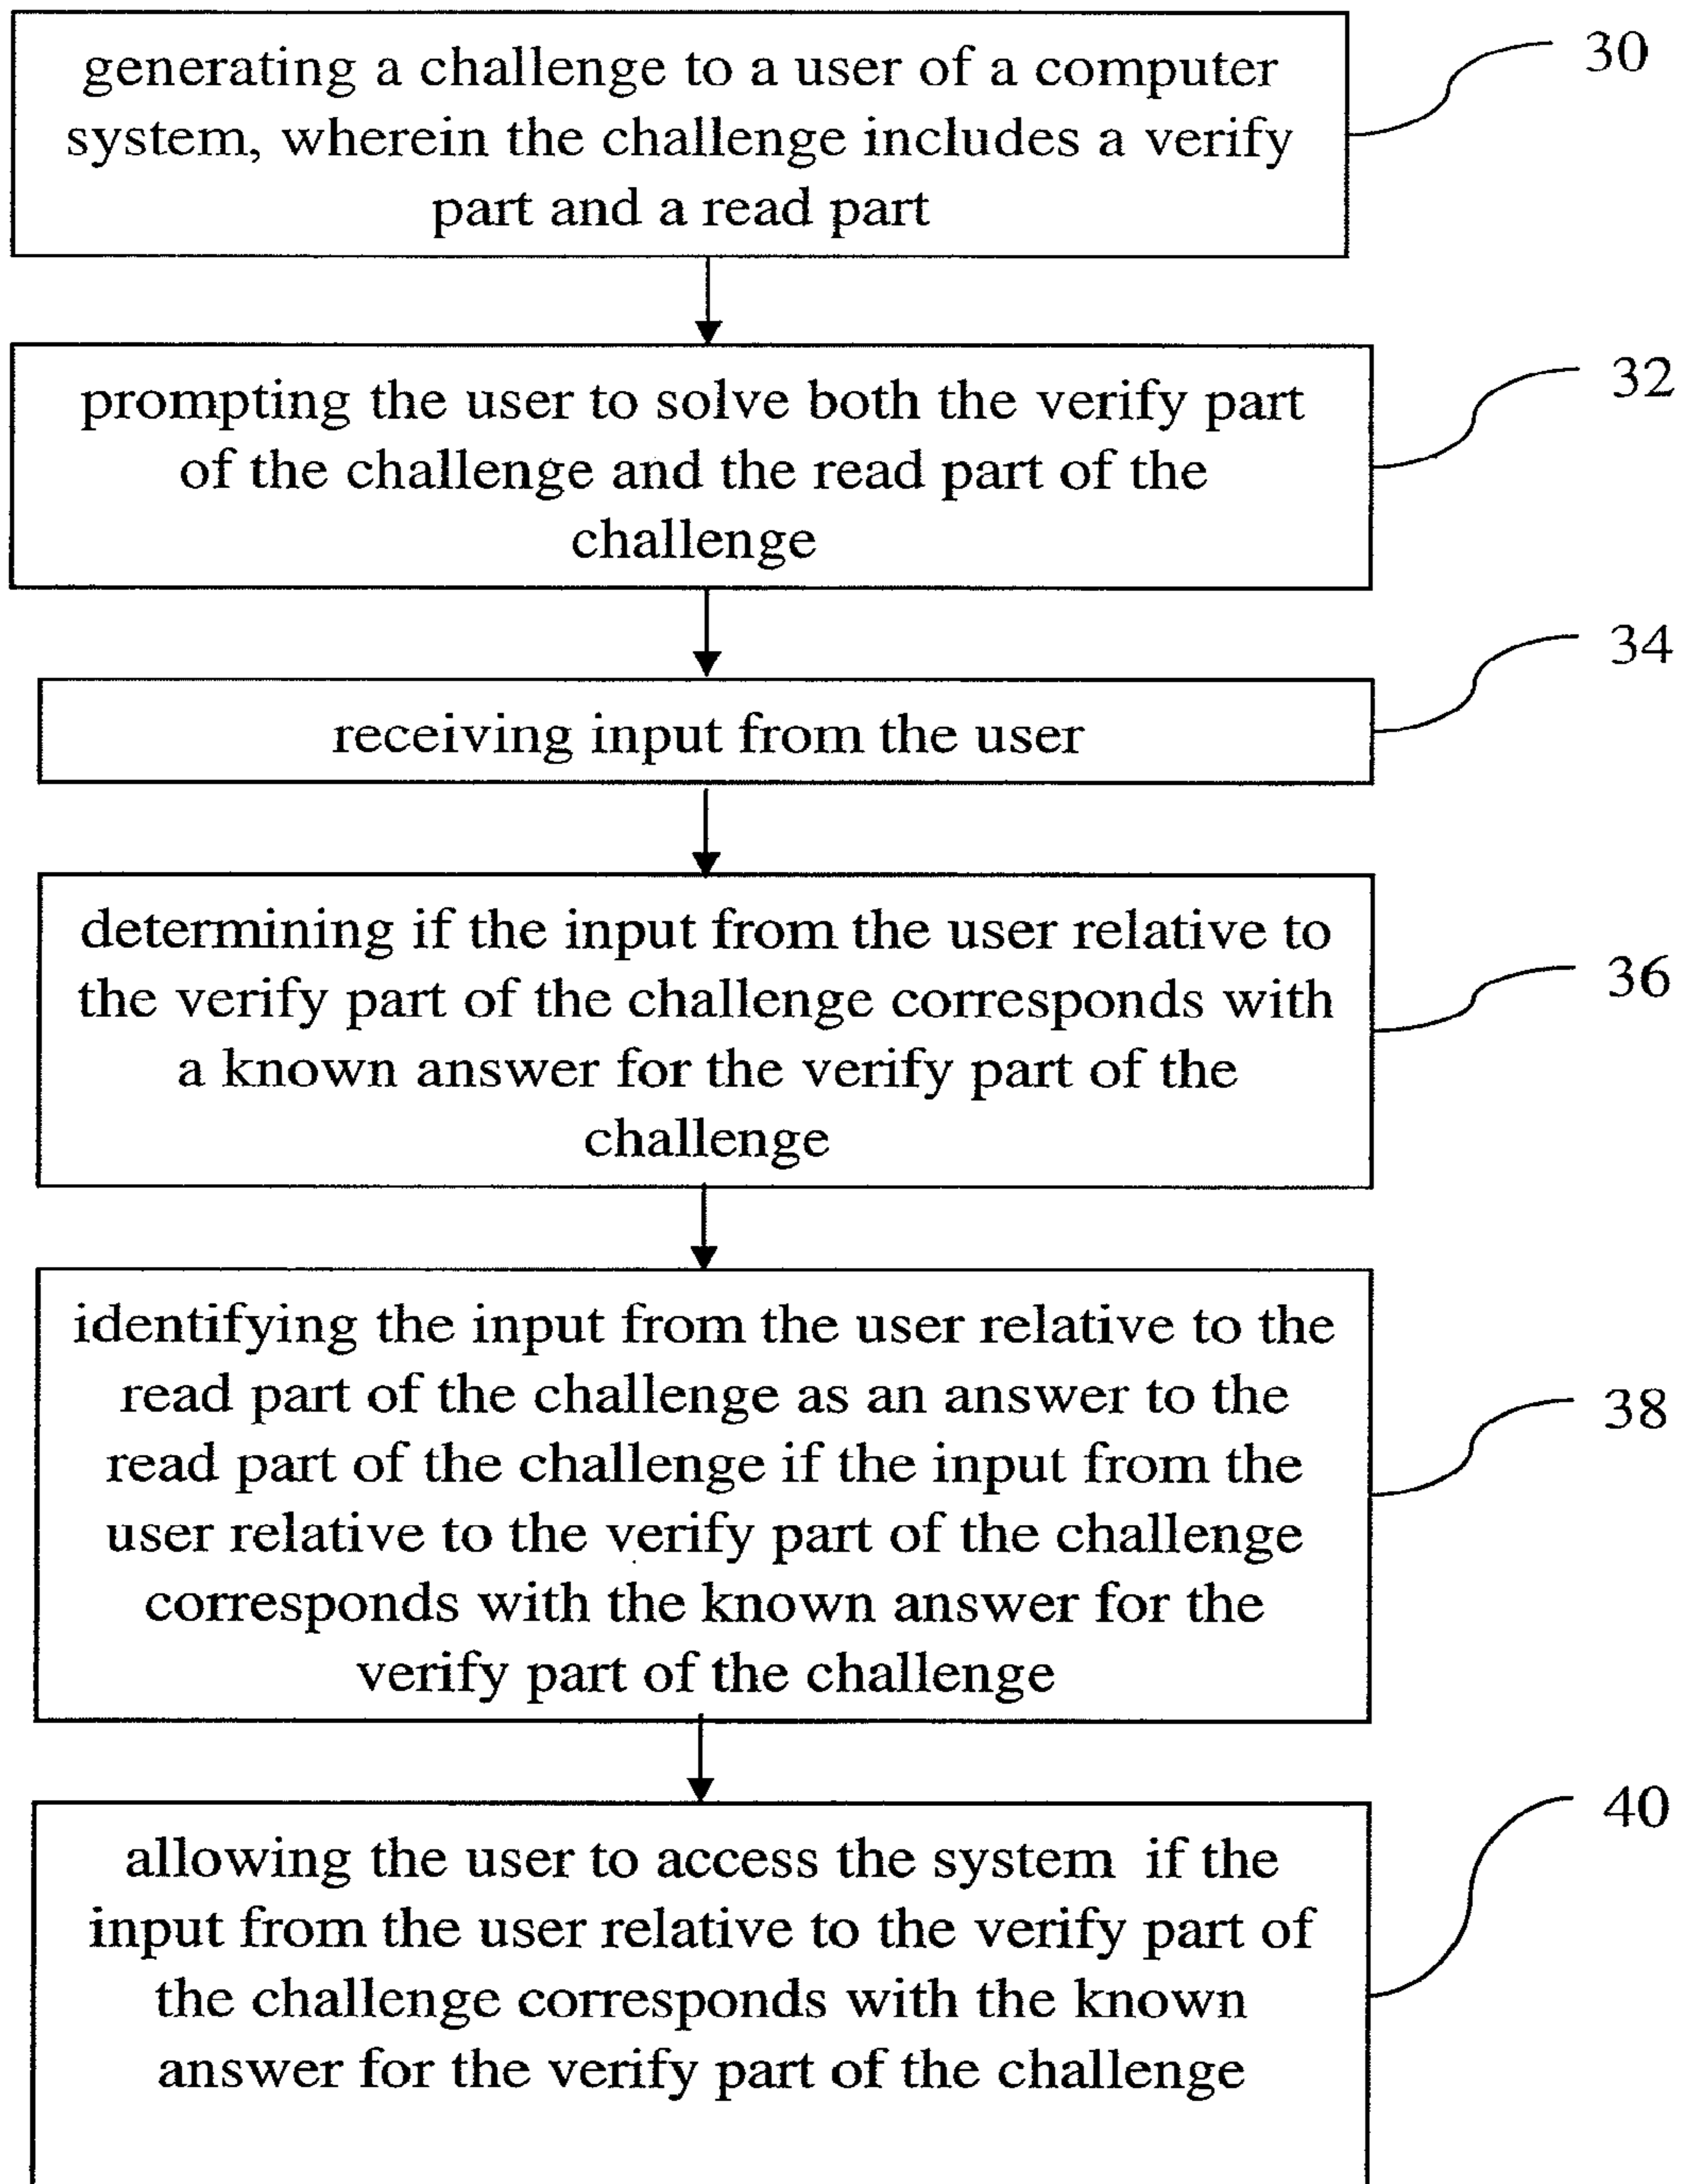 generating a challenge to a user of a computer
system, wherein the challenge includes a verify
part and a read part
30
prompting the user to solve both the verify part
of the challenge and the read part of the
challenge
32
receiving input from the user
34
determining if the input from the user relative to
the verify part of the challenge corresponds with
a known answer for the verify part of the
challenge
36
identifying the input from the user relative to the
read part of the challenge as an answer to the
read part of the challenge if the input from the
user relative to the verify part of the challenge
corresponds with the known answer for the
verify part of the challenge
38
allowing the user to access the system if the
input from the user relative to the verify part of
the challenge corresponds with the known
answer for the verify part of the challenge
40